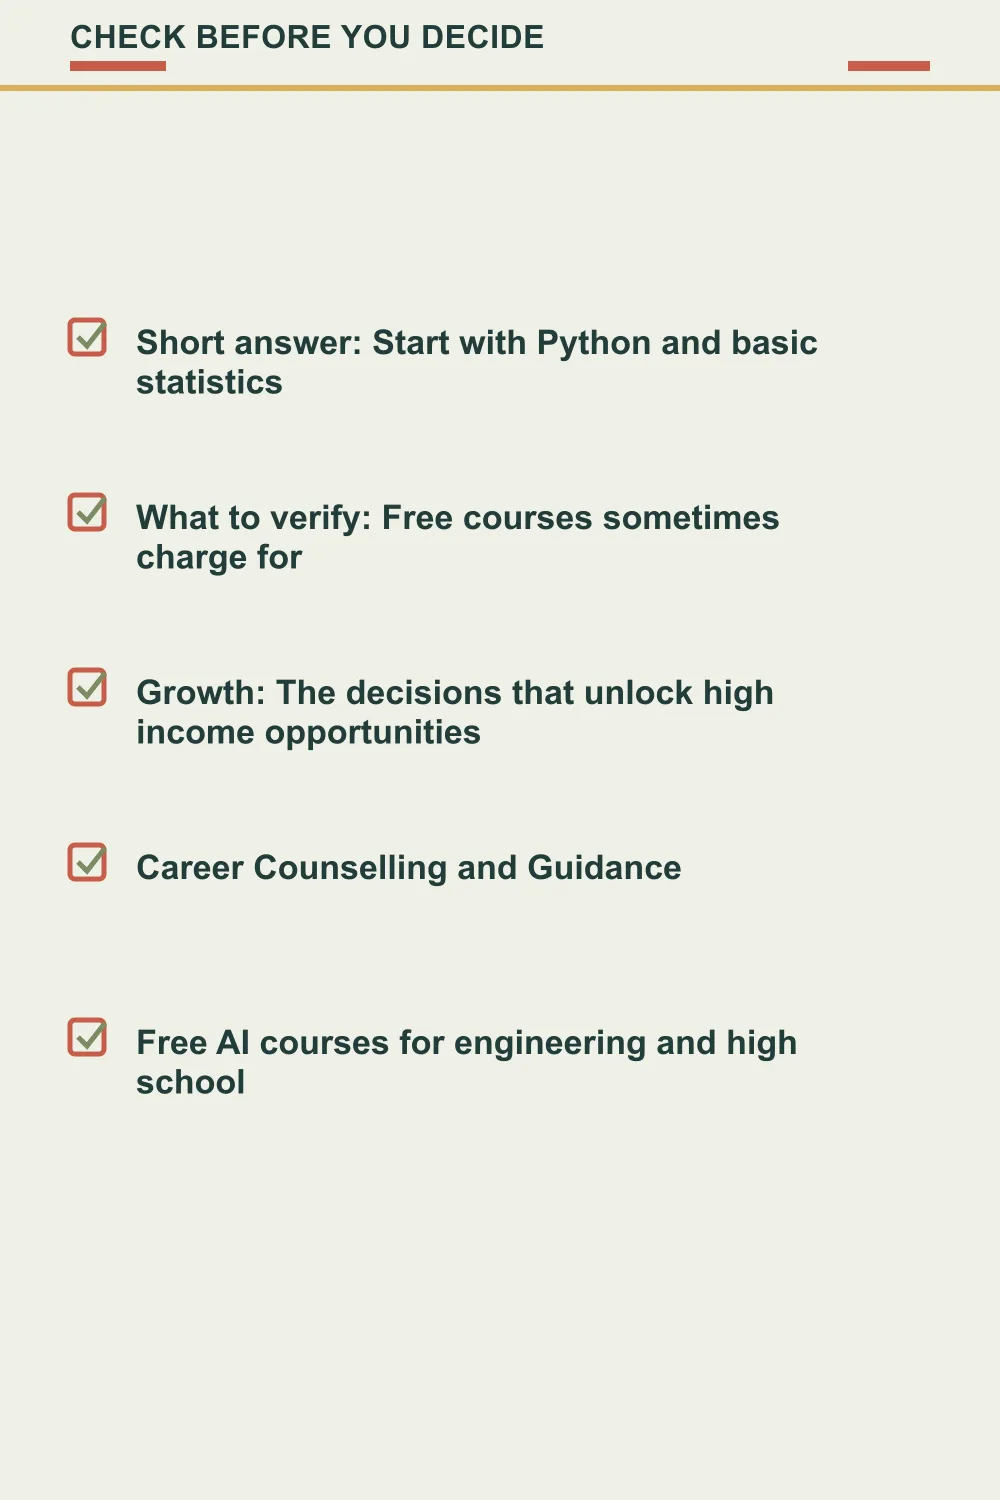 CHECK BEFORE YOU DECIDE
Short answer: Start with Python and basic
statistics
What to verify: Free courses sometimes
charge for
Growth: The decisions that unlock high
income opportunities
Career Counselling and Guidance
Free AI courses for engineering and high
school